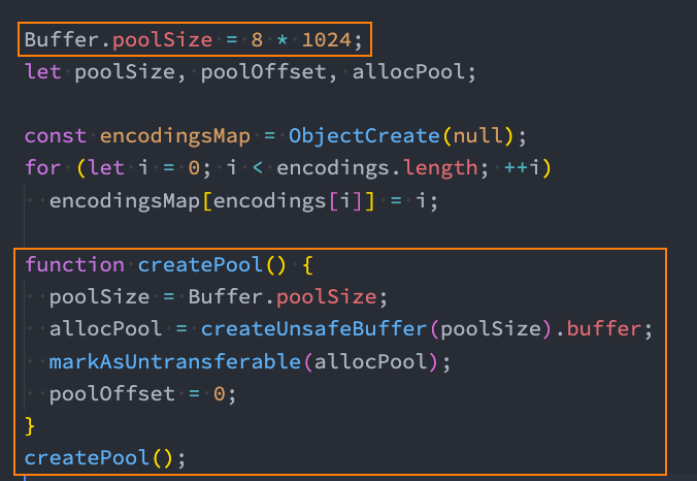 Buffer.poolSize = 8 * 1024;
let poolSize, poolOffset, allocPool;
const encodingsMap = ObjectCreate(null);
for (let i = 0; i < encodings.length; ++i)
encodingsMap[encodings[i]] = i;
function createPool() {
poolSize = Buffer.poolSize;
allocPool = createUnsafeBuffer(poolSize).buffer;
markAsUntransferable(allocPool);
poolOffset = 0;
}
createPool();